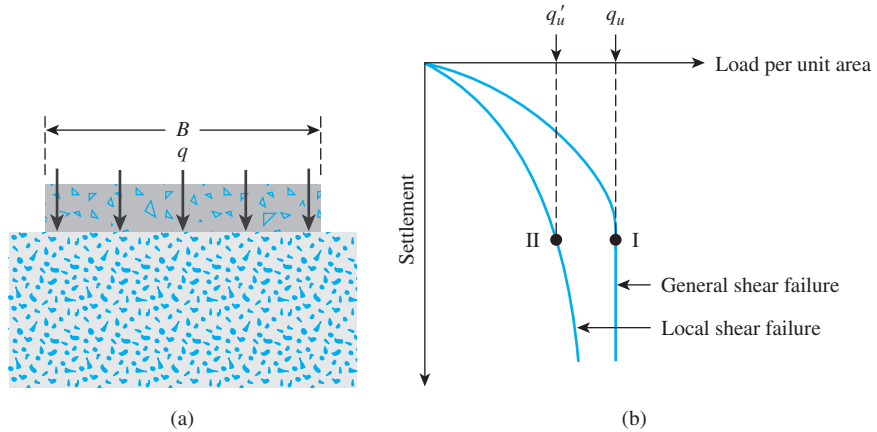 B
q
(a)
q'u qu
Load per unit area
Settlement
II I
General shear failure
Local shear failure
(b)